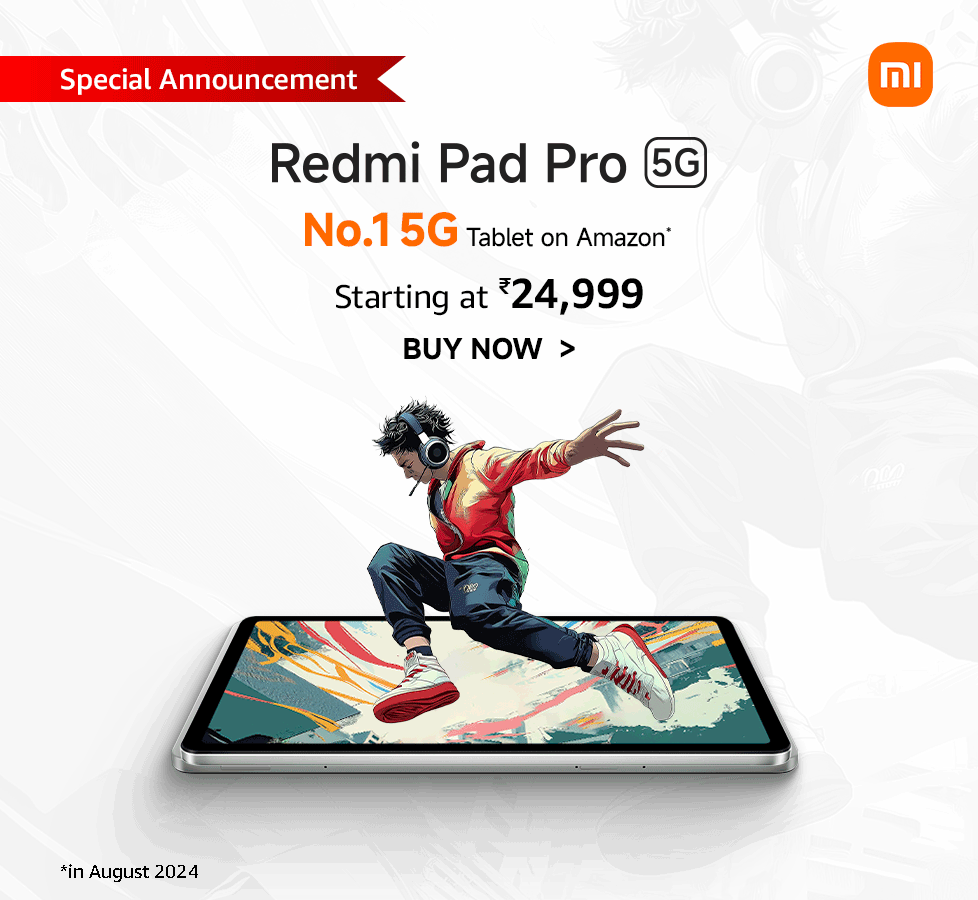 Special Announcement
mi
Redmi Pad Pro 5G
No.1 5G Tablet on Amazon*
Starting at ₹24,999
BUY NOW >
*in August 2024